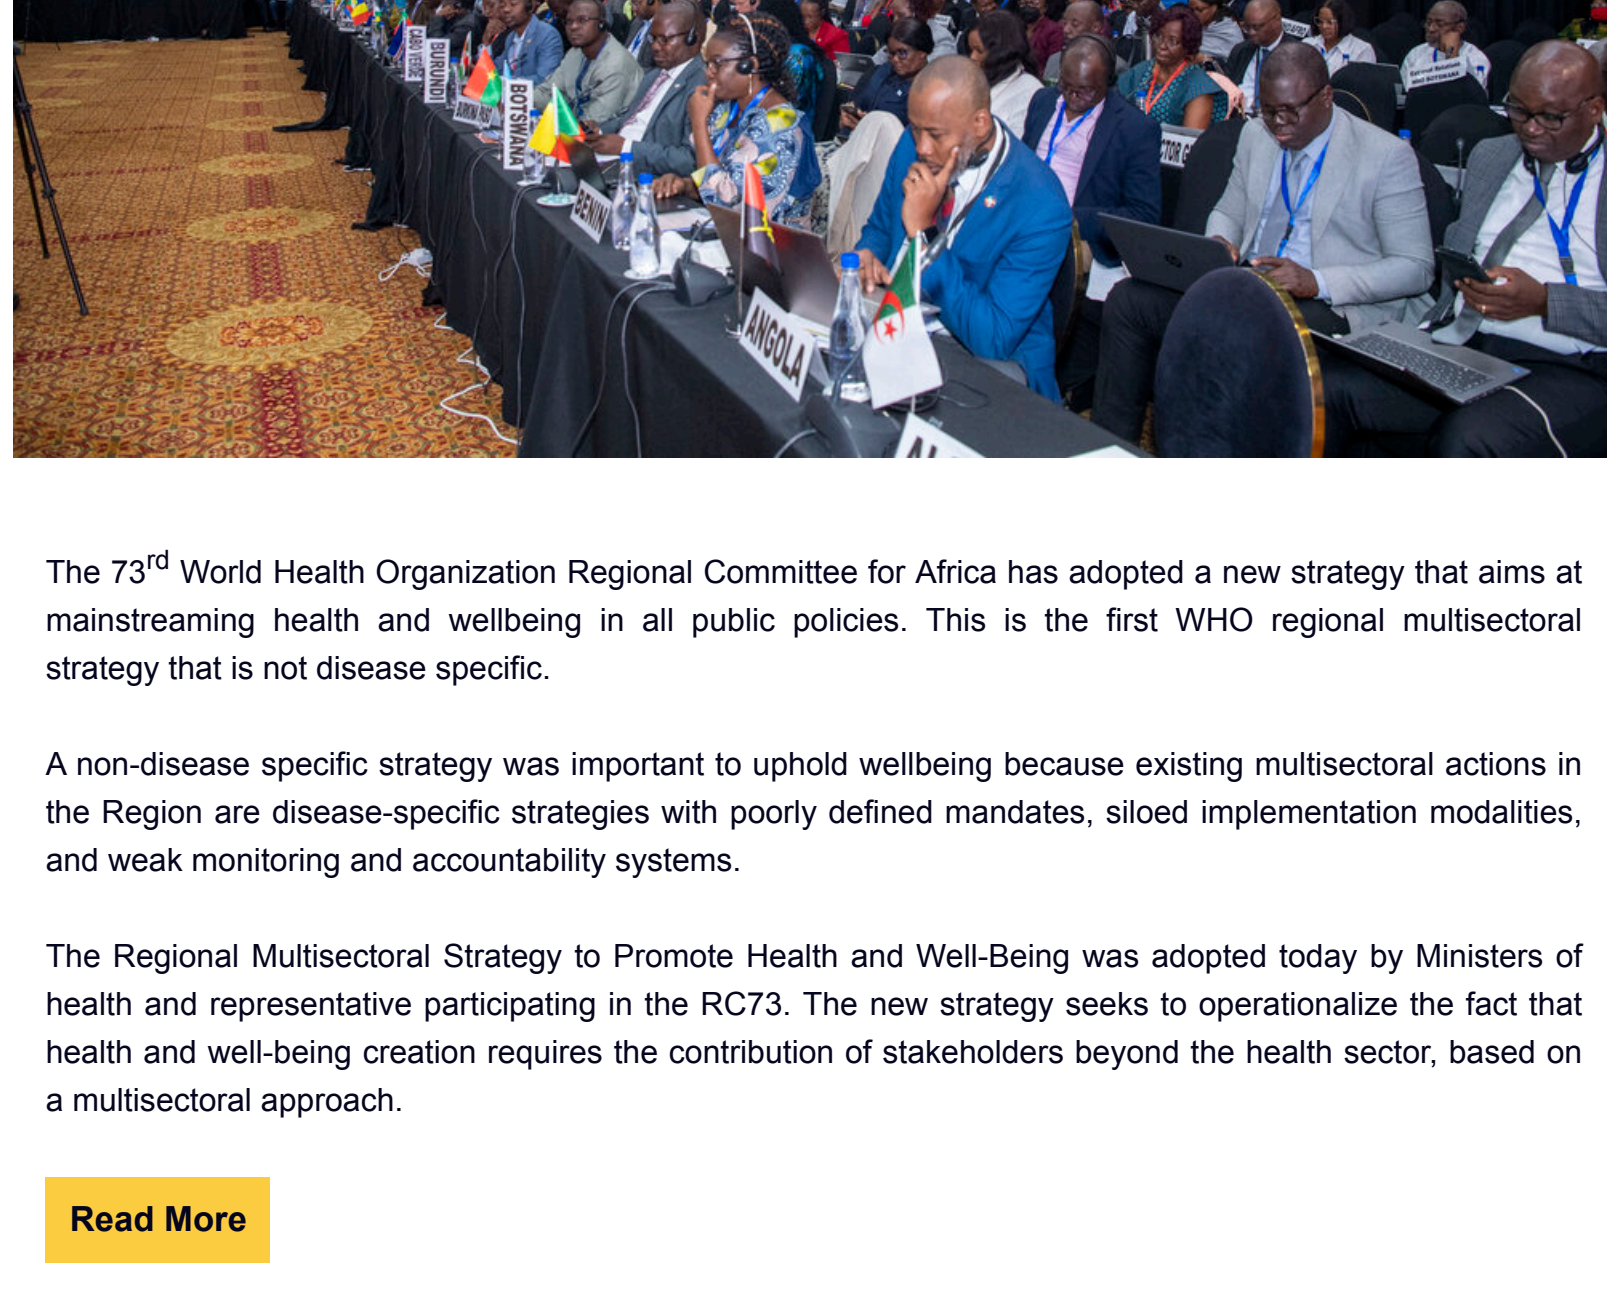 CABO VERDE
BURUNDI
BURKINA FASO
BOTSWANA
BENIN
ANGOLA
The 73rd World Health Organization Regional Committee for Africa has adopted a new strategy that aims at
mainstreaming health and wellbeing in all public policies. This is the first WHO regional multisectoral
strategy that is not disease specific.
A non-disease specific strategy was important to uphold wellbeing because existing multisectoral actions in
the Region are disease-specific strategies with poorly defined mandates, siloed implementation modalities,
and weak monitoring and accountability systems.
The Regional Multisectoral Strategy to Promote Health and Well-Being was adopted today by Ministers of
health and representative participating in the RC73. The new strategy seeks to operationalize the fact that
health and well-being creation requires the contribution of stakeholders beyond the health sector, based on
a multisectoral approach.
Read More